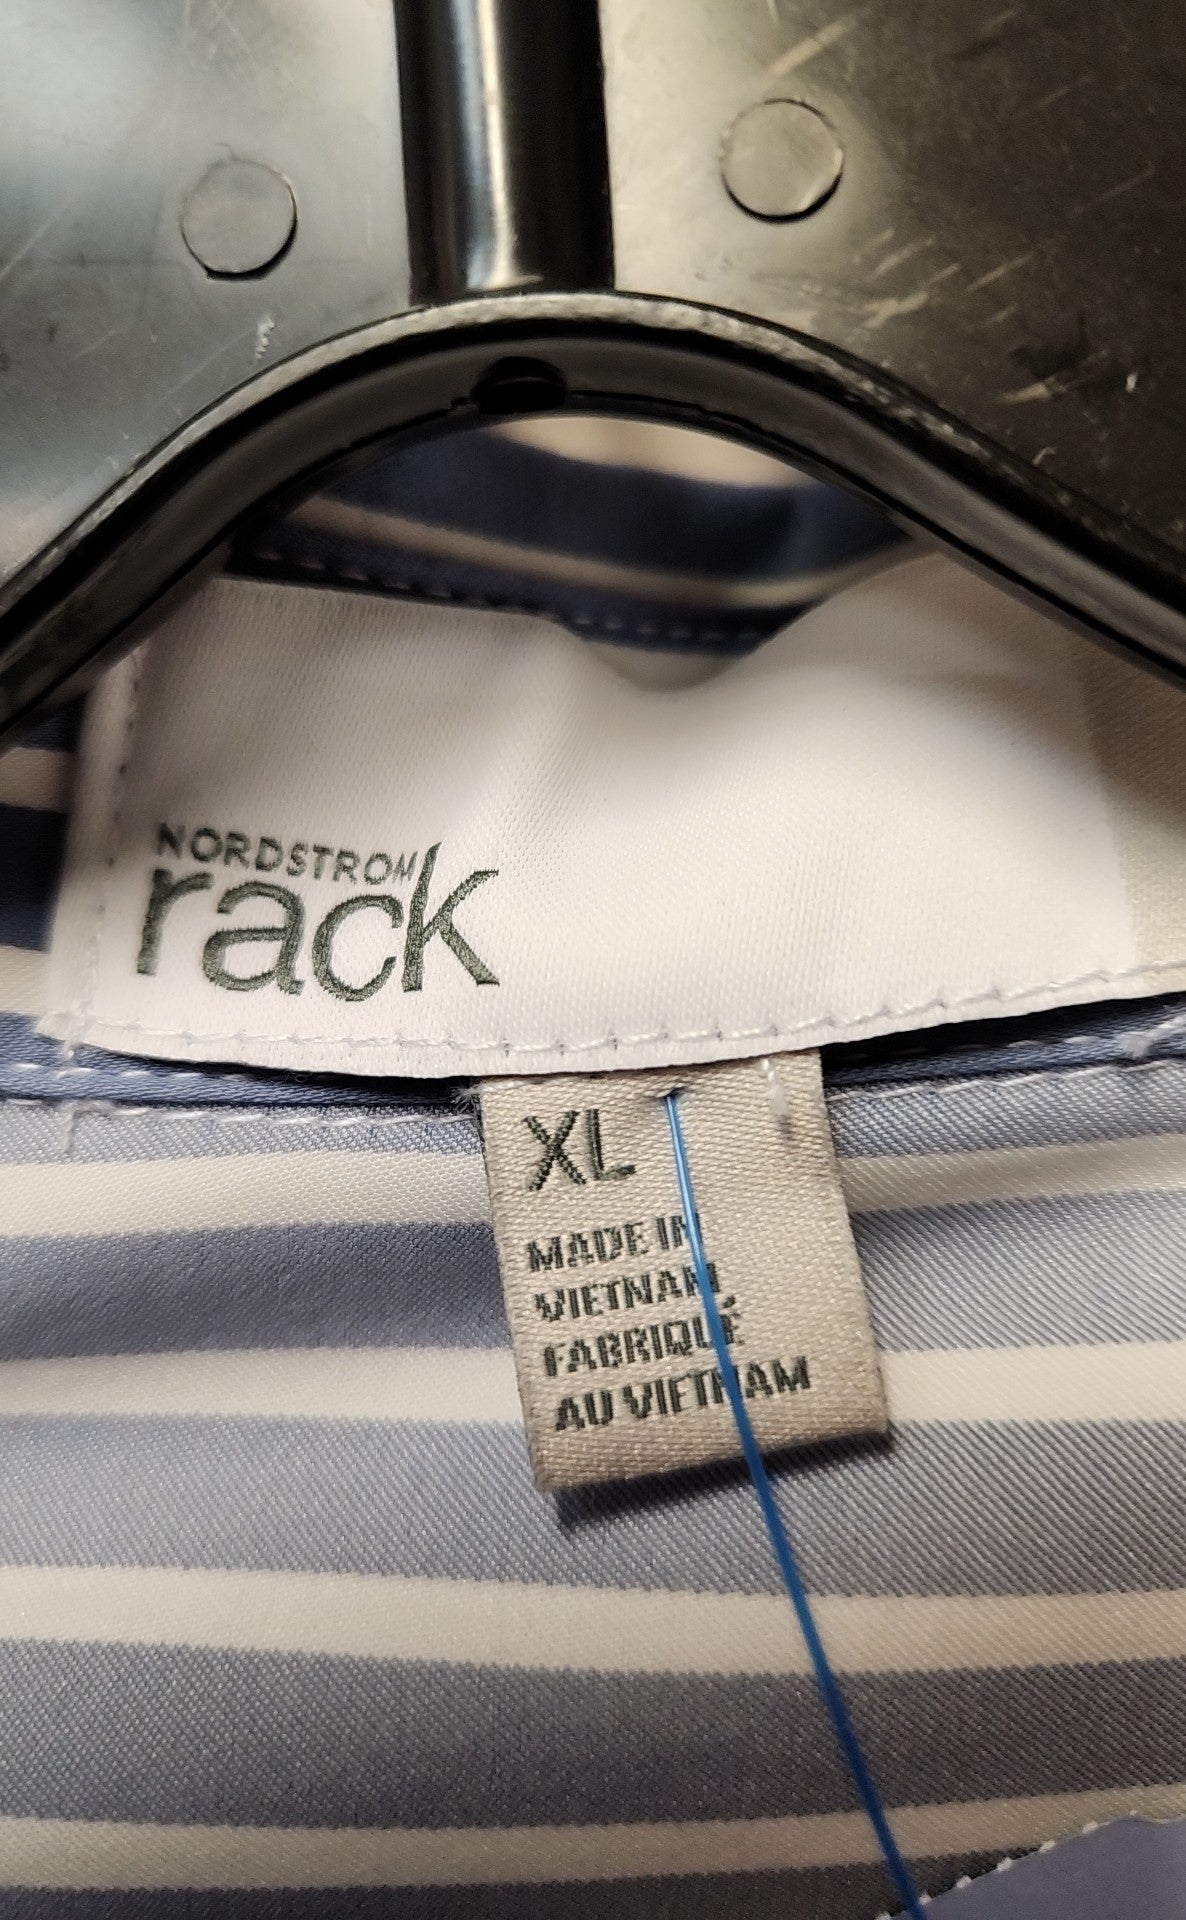 NORDSTROM
rack
XL
MADE IN
VIETNAM
FABRIQUÉ
AU VIETNAM